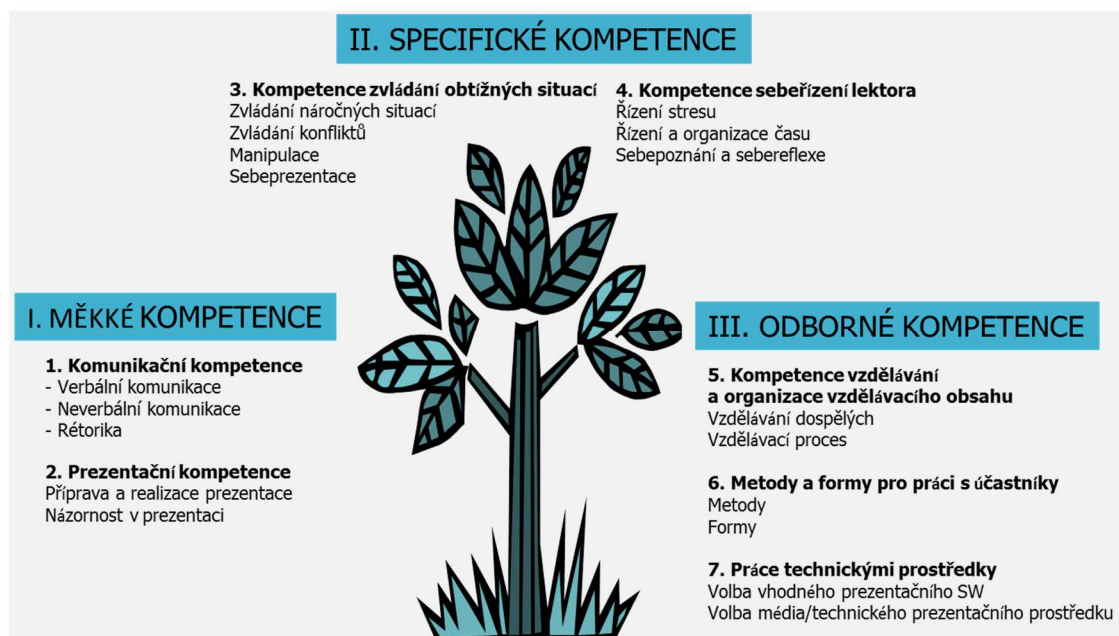 II. SPECIFICKÉ KOMPETENCE
3. Kompetence zvládání obtížných situací
Zvládání náročných situací
Zvládání konfliktů
Manipulace
Sebeprezentace
4. Kompetence sebeřízení lektora
Řízení stresu
Řízení a organizace času
Sebepoznání a sebereflexe
I. MĚKKÉ KOMPETENCE
1. Komunikační kompetence
- Verbální komunikace
- Neverbální komunikace
- Rétorika
2. Prezentační kompetence
Příprava a realizace prezentace
Názornost v prezentaci
III. ODBORNÉ KOMPETENCE
5. Kompetence vzdělávání
a organizace vzdělávacího obsahu
Vzdělávání dospělých
Vzdělávací proces
6. Metody a formy pro práci s účastníky
Metody
Formy
7. Práce technickými prostředky
Volba vhodného prezentačního SW
Volba média/technického prezentačního prostředku